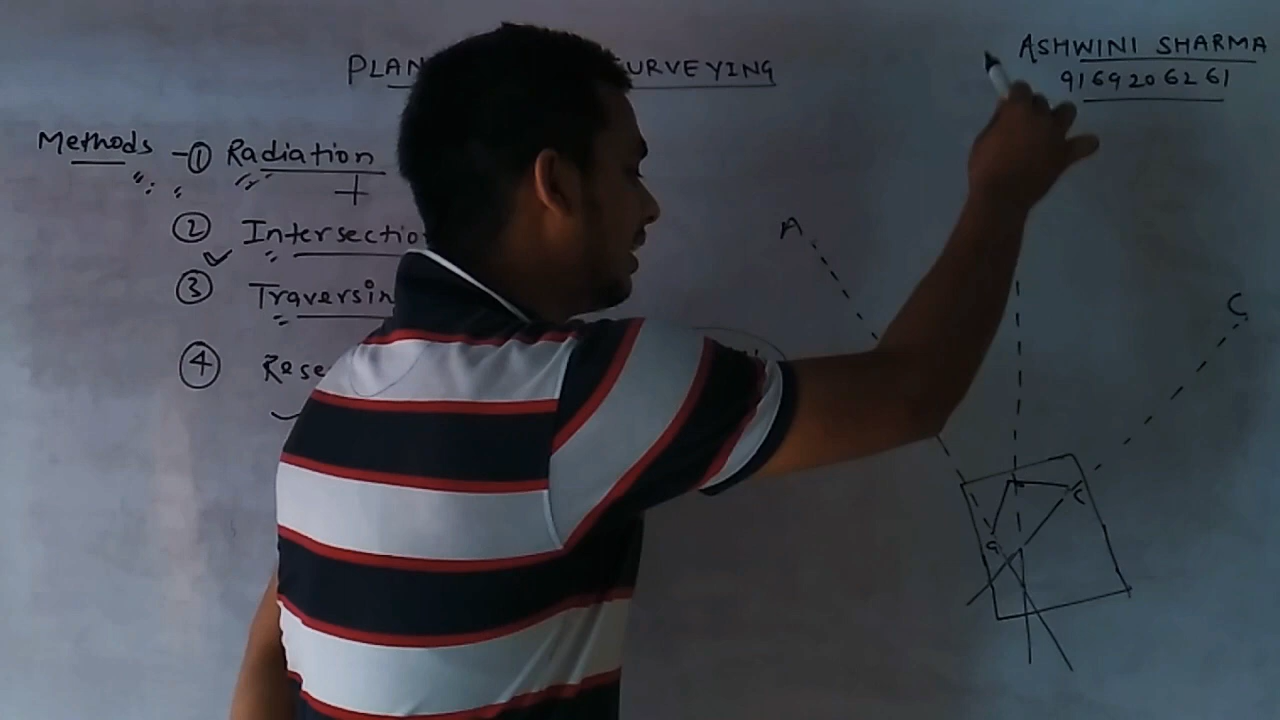 PLAN URVEYING
ASHWINI SHARMA
9169206261
Methods - ① Radiation
+
② Intersectio
③ Traversin
④ Rese
A
C
a
C